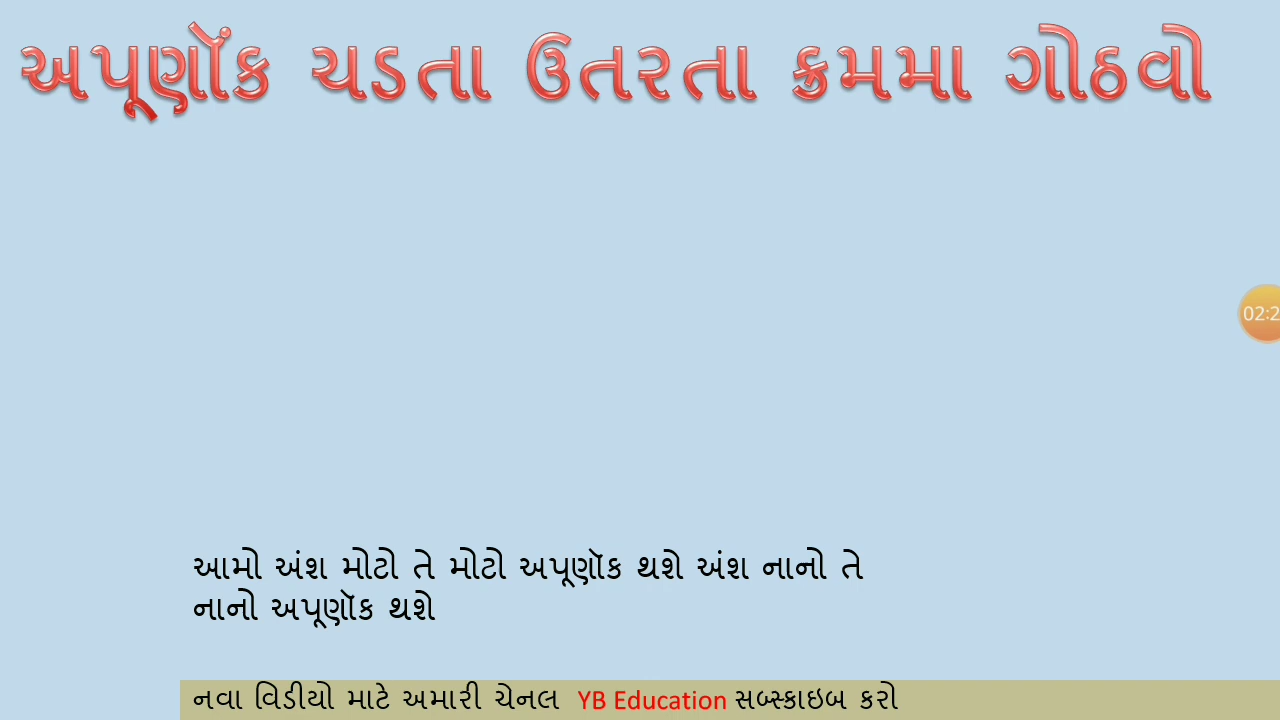 અપૂર્ણાંક ચડતા ઉતરતા ક્રમમા ગોઠવો
02:2
આમો અંશ મોટો તે મોટો અપૂણૉક થશે અંશ નાનો તે
નાનો અપૂણૉક થશે
નવા વિડીયો માટે અમારી ચેનલ YB Education સબ્સ્કાઇબ કરો